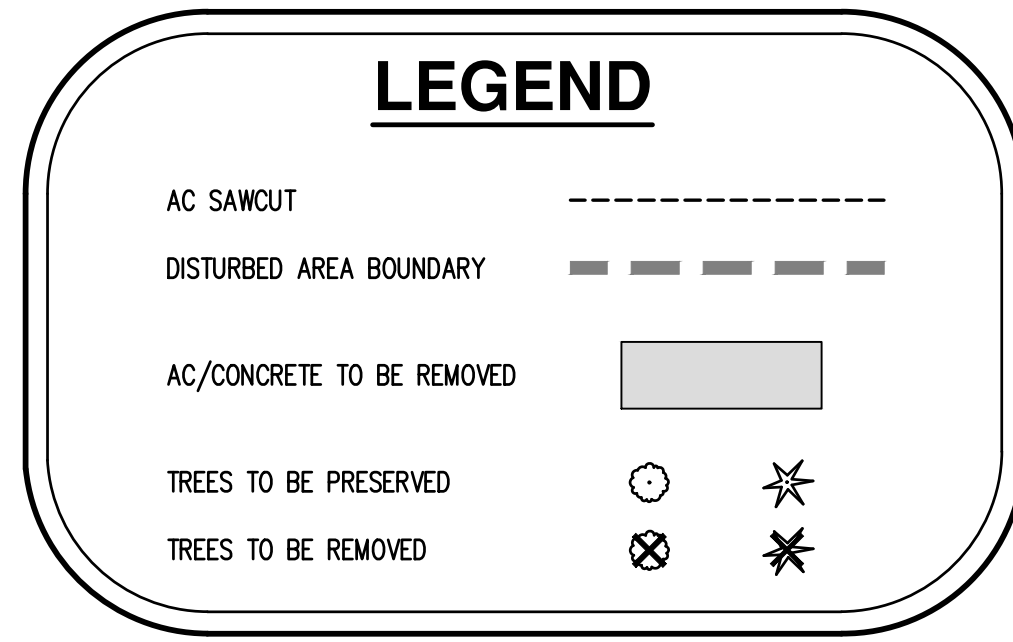 LEGEND
AC SAWCUT
DISTURBED AREA BOUNDARY
AC/CONCRETE TO BE REMOVED
TREES TO BE PRESERVED
TREES TO BE REMOVED